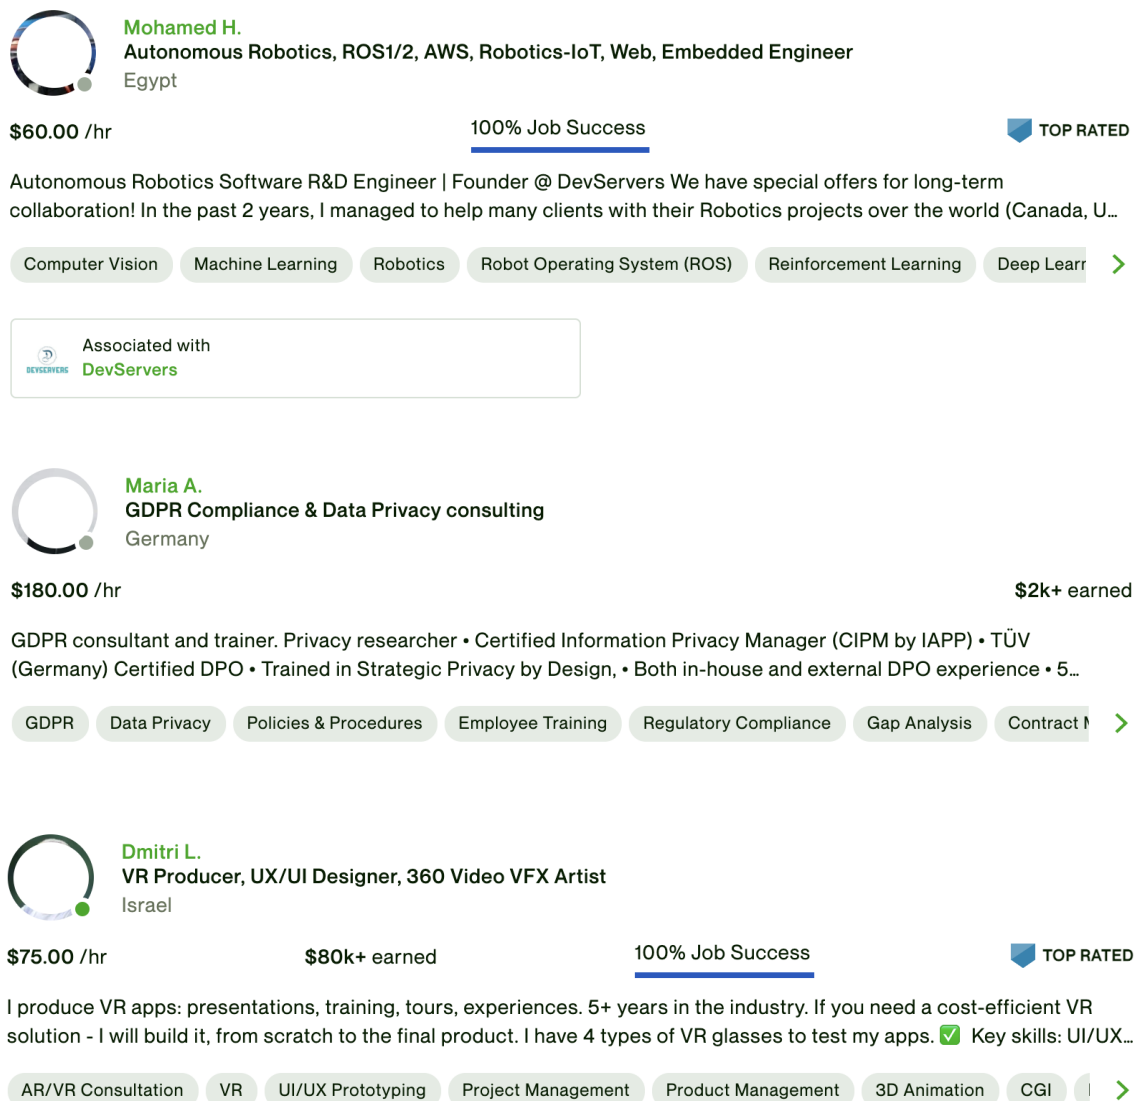 Mohamed H.
Autonomous Robotics, ROS1/2, AWS, Robotics-IoT, Web, Embedded Engineer
Egypt
$60.00 /hr 100% Job Success TOP RATED
Autonomous Robotics Software R&D Engineer | Founder @ DevServers We have special offers for long-term
collaboration! In the past 2 years, I managed to help many clients with their Robotics projects over the world (Canada, U...
Computer Vision Machine Learning Robotics Robot Operating System (ROS) Reinforcement Learning Deep Learr
Associated with
DEVSERVERS DevServers
Maria A.
GDPR Compliance & Data Privacy consulting
Germany
$180.00 /hr $2k+ earned
GDPR consultant and trainer. Privacy researcher • Certified Information Privacy Manager (CIPM by IAPP) • TÜV
(Germany) Certified DPO • Trained in Strategic Privacy by Design, • Both in-house and external DPO experience • 5...
GDPR Data Privacy Policies & Procedures Employee Training Regulatory Compliance Gap Analysis Contract
Dmitri L.
VR Producer, UX/UI Designer, 360 Video VFX Artist
Israel
$75.00 /hr $80k+ earned 100% Job Success TOP RATED
I produce VR apps: presentations, training, tours, experiences. 5+ years in the industry. If you need a cost-efficient VR
solution - I will build it, from scratch to the final product. I have 4 types of VR glasses to test my apps. ✅ Key skills: UI/UX...
AR/VR Consultation VR UI/UX Prototyping Project Management Product Management 3D Animation CGI